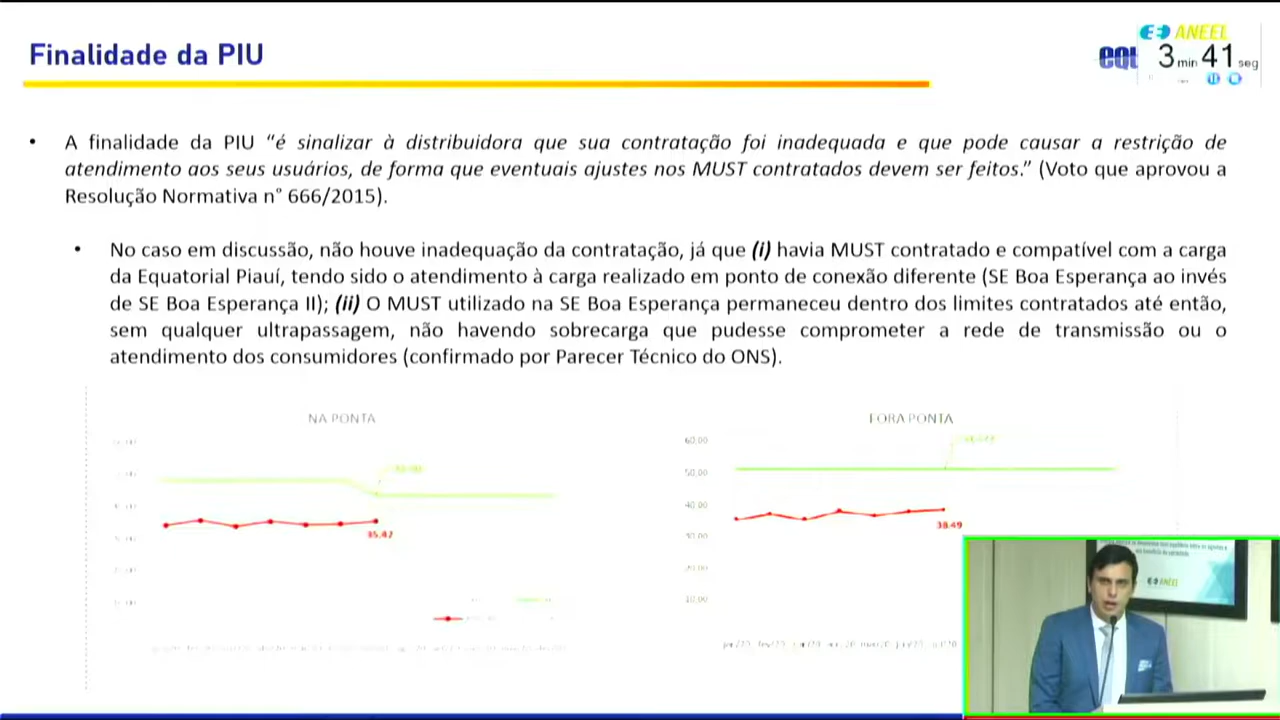 Finalidade da PIU
ANEEL
eqt
3 min 41 seg
• A finalidade da PIU “é sinalizar à distribuidora que sua contratação foi inadequada e que pode causar a restrição de
atendimento aos seus usuários, de forma que eventuais ajustes nos MUST contratados devem ser feitos.” (Voto que aprovou a
Resolução Normativa n° 666/2015).
• No caso em discussão, não houve inadequação da contratação, já que (i) havia MUST contratado e compatível com a carga
da Equatorial Piauí, tendo sido o atendimento à carga realizado em ponto de conexão diferente (SE Boa Esperança ao invés
de SE Boa Esperança II); (ii) O MUST utilizado na SE Boa Esperança permaneceu dentro dos limites contratados até então,
sem qualquer ultrapassagem, não havendo sobrecarga que pudesse comprometer a rede de transmissão ou o
atendimento dos consumidores (confirmado por Parecer Técnico do ONS).
NA PONTA
35.47
FORA PONTA
60.00
50.00
40.00
30.00
20.00
10.00
38.49
ANEEL